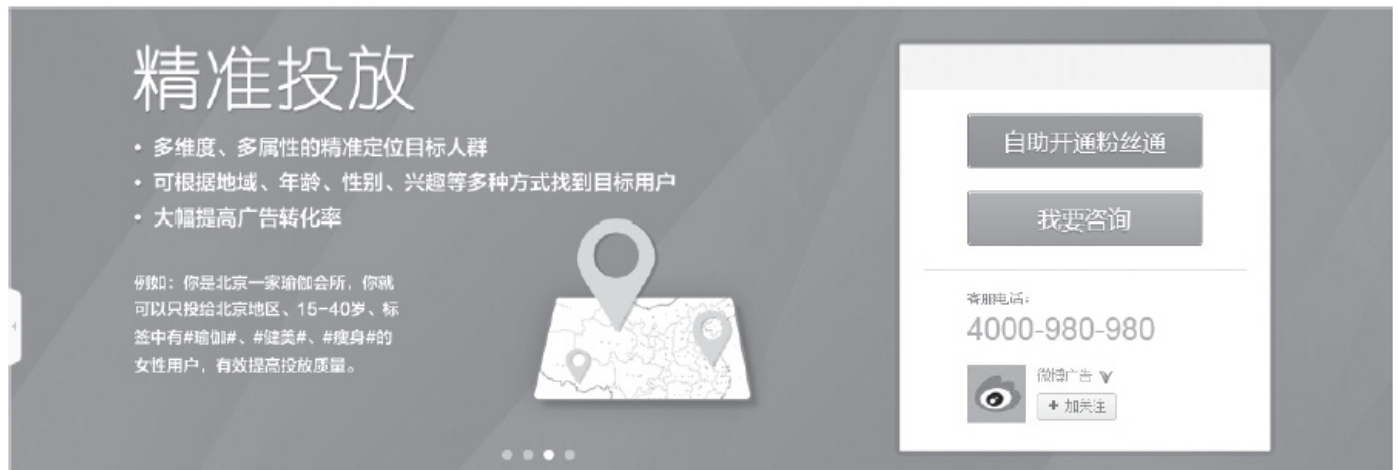 精准投放
• 多维度、多属性的精准定位目标人群
• 可根据地域、年龄、性别、兴趣等多种方式找到目标用户
• 大幅提高广告转化率
例如：你是北京一家瑜伽会所，你就
可以只投给北京地区、15-40岁、标
签中有#瑜伽#、#健美#、#瘦身#的
女性用户，有效提高投放质量。
自助开通粉丝通
我要咨询
客服电话：
4000-980-980
微博广告
+ 加关注